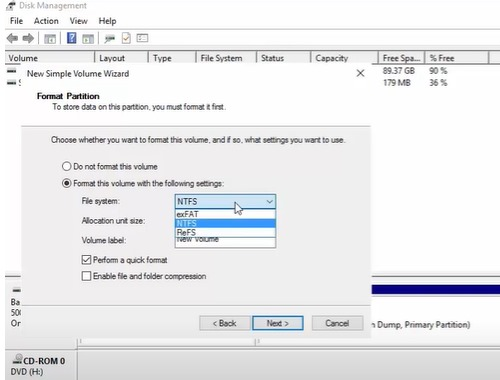 Disk Management
File Action View Help
Volume Layout Type File System Status Capacity Free Spa... % Free
89.37 GB 90 %
179 MB 36 %
New Simple Volume Wizard
Format Partition
To store data on this partition, you must format it first.
Choose whether you want to format this volume, and if so, what settings you want to use.
Do not format this volume
Format this volume with the following settings:
File system: NTFS
exFAT
Allocation unit size: NTFS
ReFS
Volume label: New Volume
Perform a quick format
Enable file and folder compression
< Back Next > Cancel
Ba
500
On
n Dump, Primary Partition)
CD-ROM 0
DVD (H:)